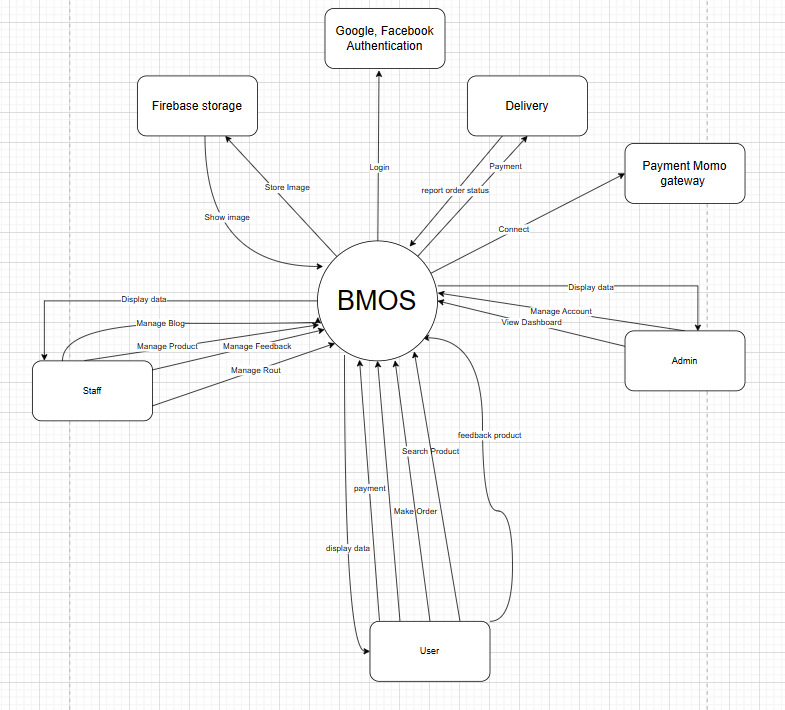 Google, Facebook
Authentication
Firebase storage
Delivery
Payment Momo
gateway
Login
Payment
Store Image
report order status
Show image
Connect
BMOS
Display data
Display data
Manage Account
Manage Blog
View Dashboard
Manage Product
Manage Feedback
Admin
Manage Rout
Staff
feedback product
Search Product
payment
Make Order
display data
User